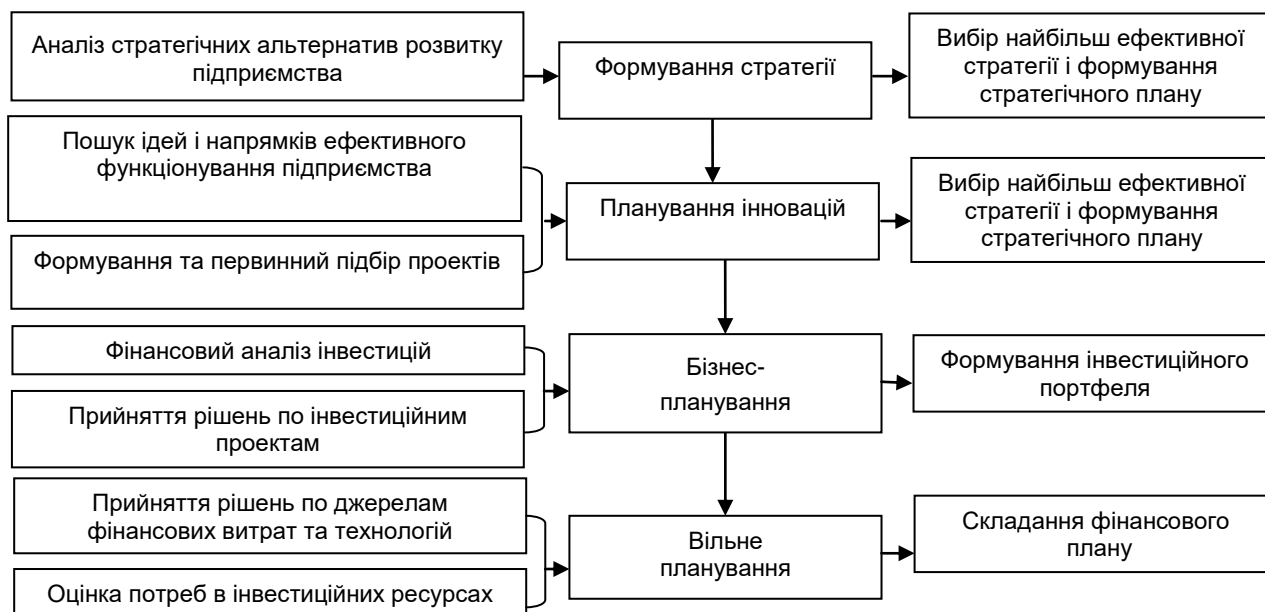 Аналіз стратегічних альтернатив розвитку
підприємства
Формування стратегії
Вибір найбільш ефективної
стратегії і формування
стратегічного плану
Пошук ідей і напрямків ефективного
функціонування підприємства
Формування та первинний підбір проектів
Планування інновацій
Вибір найбільш ефективної
стратегії і формування
стратегічного плану
Фінансовий аналіз інвестицій
Прийняття рішень по інвестиційним
проектам
Бізнес-
планування
Формування інвестиційного
портфеля
Прийняття рішень по джерелам
фінансових витрат та технологій
Оцінка потреб в інвестиційних ресурсах
Вільне
планування
Складання фінансового
плану